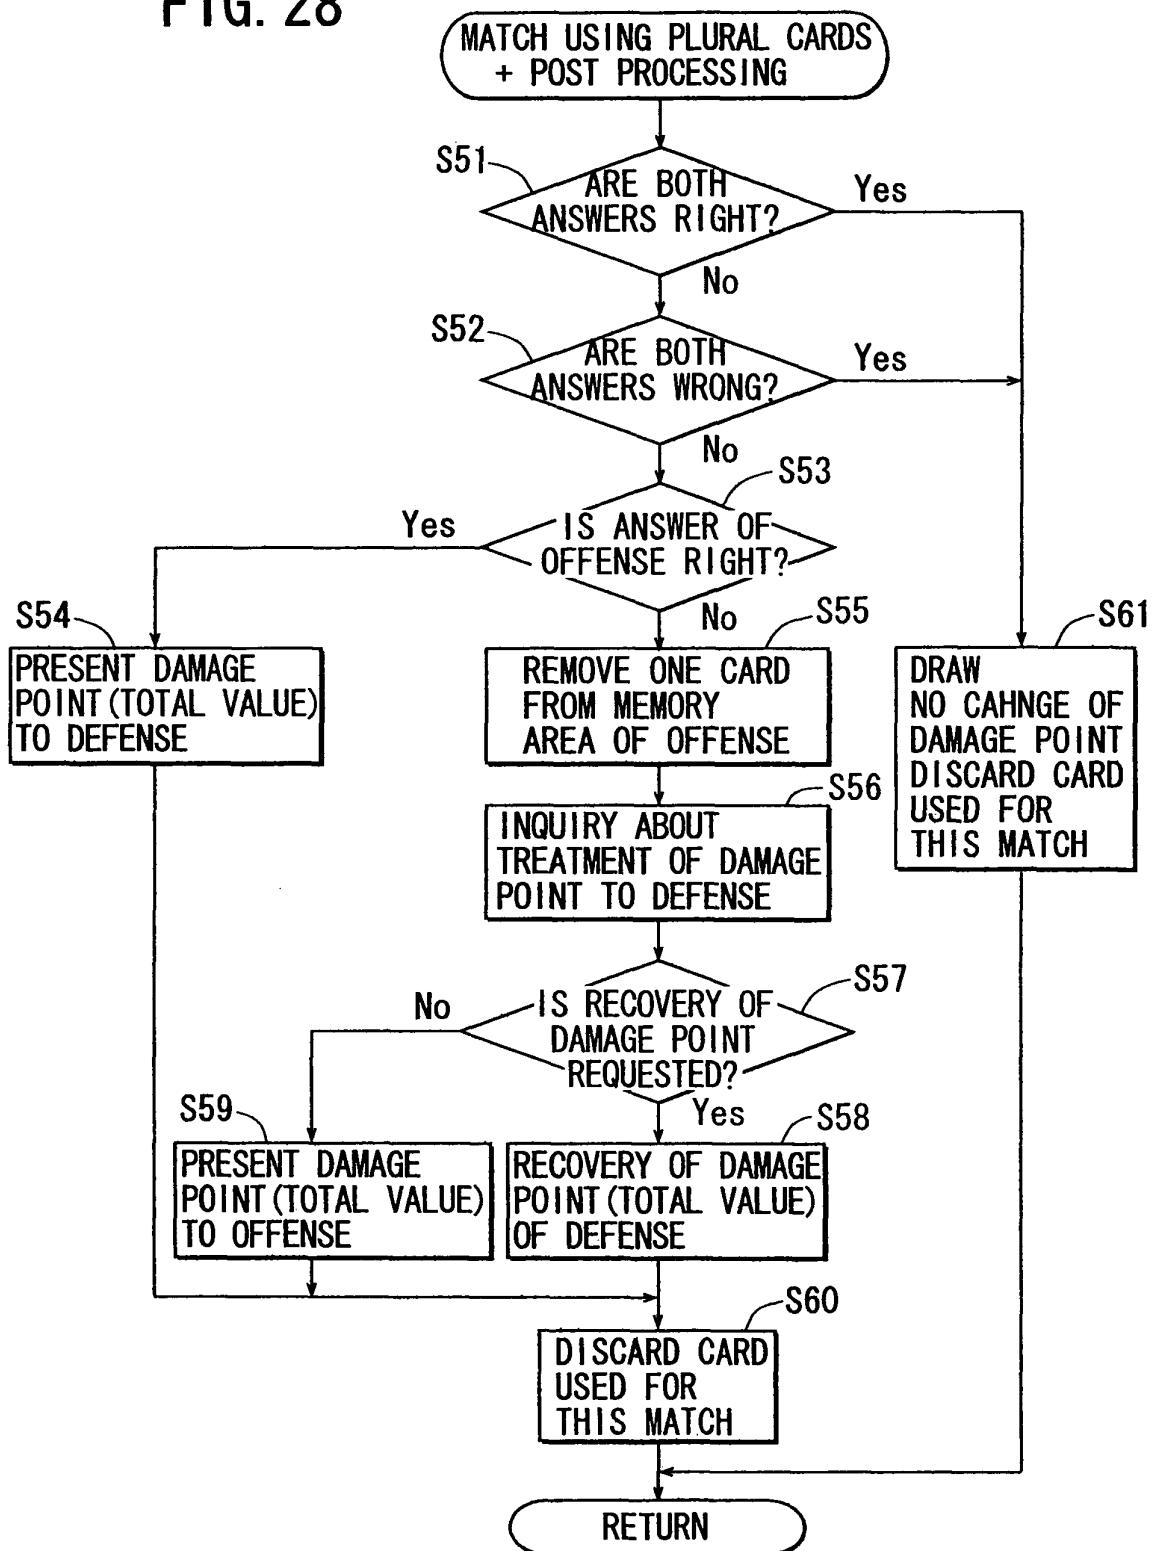 FIG. 28
MATCH USING PLURAL CARDS
+ POST PROCESSING
S51
ARE BOTH
ANSWERS RIGHT?
Yes
No
S52
ARE BOTH
ANSWERS WRONG?
Yes
No
S53
IS ANSWER OF
OFFENSE RIGHT?
Yes
No
S54
PRESENT DAMAGE
POINT(TOTAL VALUE)
TO DEFENSE
S55
REMOVE ONE CARD
FROM MEMORY
AREA OF OFFENSE
S61
DRAW
NO CAHNGE OF
DAMAGE POINT
DISCARD CARD
USED FOR
THIS MATCH
S56
INQUIRY ABOUT
TREATMENT OF DAMAGE
POINT TO DEFENSE
S57
IS RECOVERY OF
DAMAGE POINT
REQUESTED?
No
Yes
S59
PRESENT DAMAGE
POINT(TOTAL VALUE)
TO OFFENSE
S58
RECOVERY OF DAMAGE
POINT(TOTAL VALUE)
OF DEFENSE
S60
DISCARD CARD
USED FOR
THIS MATCH
RETURN